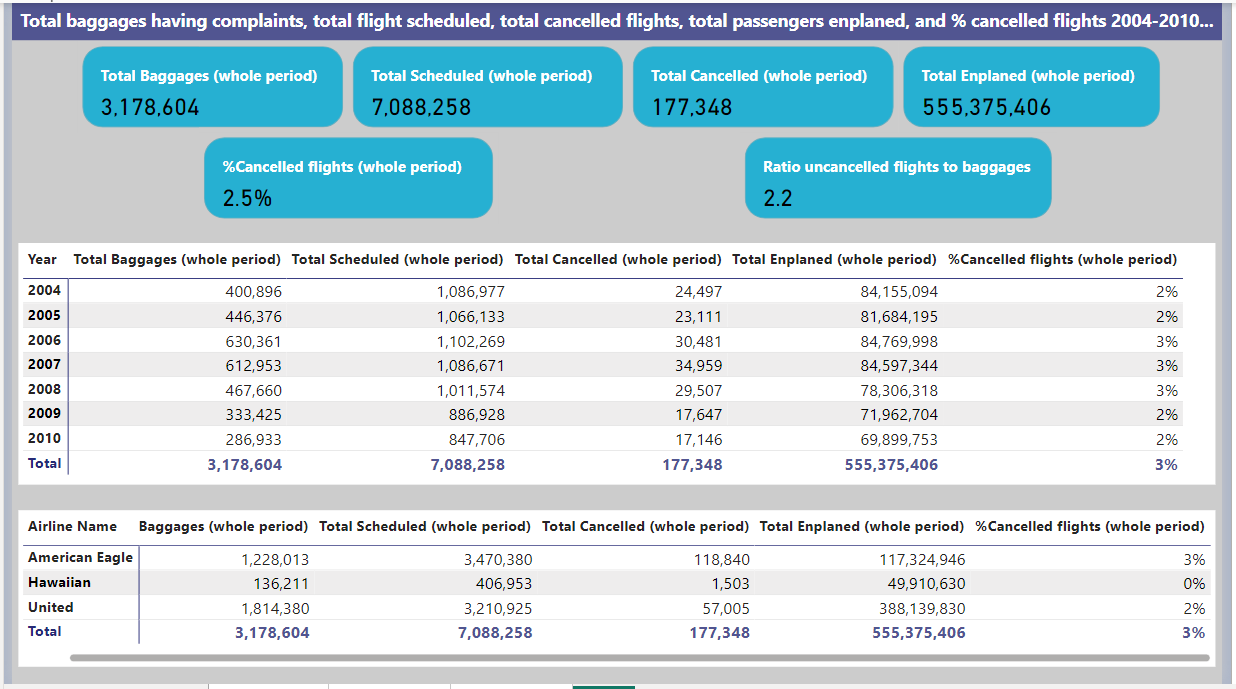 Total baggages having complaints, total flight scheduled, total cancelled flights, total passengers enplaned, and % cancelled flights 2004-2010...
Total Baggages (whole period) Total Scheduled (whole period) Total Cancelled (whole period) Total Enplaned (whole period)
3,178,604 7,088,258 177,348 555,375,406
%Cancelled flights (whole period) Ratio uncancelled flights to baggages
2.5% 2.2
Year Total Baggages (whole period) Total Scheduled (whole period) Total Cancelled (whole period) Total Enplaned (whole period) %Cancelled flights (whole period)
2004 400,896 1,086,977 24,497 84,155,094 2%
2005 446,376 1,066,133 23,111 81,684,195 2%
2006 630,361 1,102,269 30,481 84,769,998 3%
2007 612,953 1,086,671 34,959 84,597,344 3%
2008 467,660 1,011,574 29,507 78,306,318 3%
2009 333,425 886,928 17,647 71,962,704 2%
2010 286,933 847,706 17,146 69,899,753 2%
Total 3,178,604 7,088,258 177,348 555,375,406 3%
Airline Name Baggages (whole period) Total Scheduled (whole period) Total Cancelled (whole period) Total Enplaned (whole period) %Cancelled flights (whole period)
American Eagle 1,228,013 3,470,380 118,840 117,324,946 3%
Hawaiian 136,211 406,953 1,503 49,910,630 0%
United 1,814,380 3,210,925 57,005 388,139,830 2%
Total 3,178,604 7,088,258 177,348 555,375,406 3%